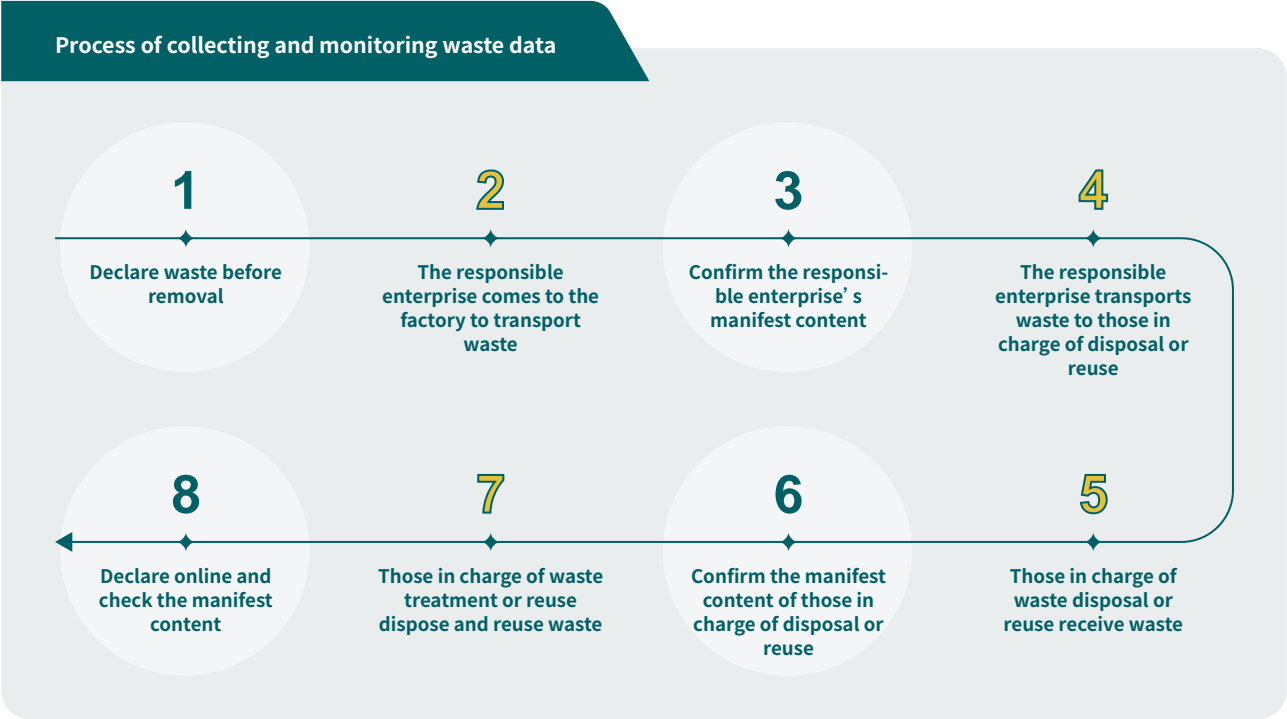 Process of collecting and monitoring waste data
1
Declare waste before
removal
2
The responsible
enterprise comes to the
factory to transport
waste
3
Confirm the responsi-
ble enterprise’ s
manifest content
4
The responsible
enterprise transports
waste to those in
charge of disposal or
reuse
5
Those in charge of
waste disposal or
reuse receive waste
6
Confirm the manifest
content of those in
charge of disposal or
reuse
7
Those in charge of waste
treatment or reuse
dispose and reuse waste
8
Declare online and
check the manifest
content